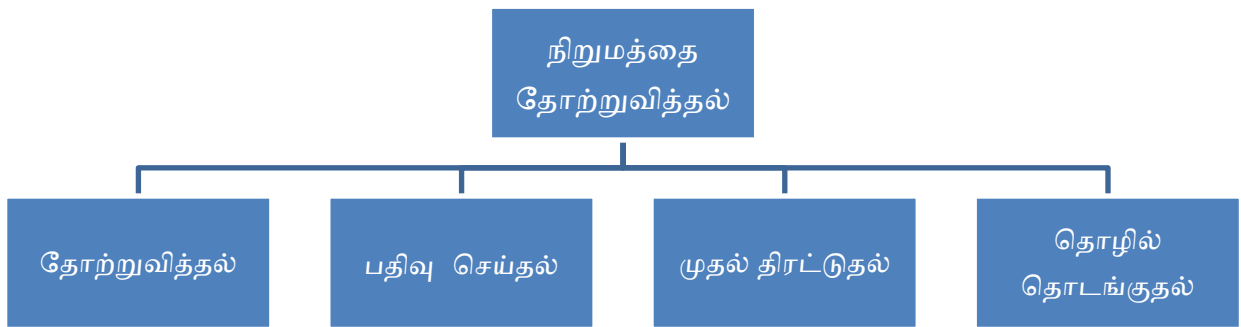 நிறுமத்தை
தோற்றுவித்தல்
தோற்றுவித்தல்
பதிவு செய்தல்
முதல் திரட்டுதல்
தொழில்
தொடங்குதல்